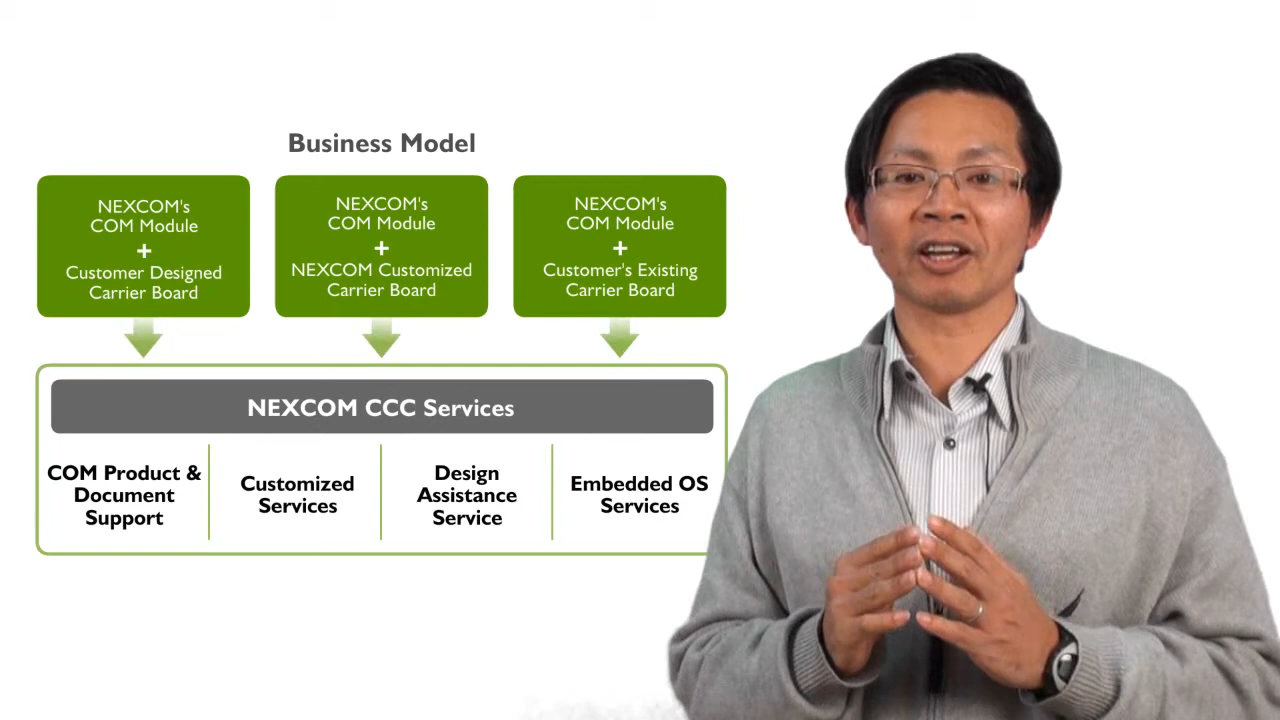 Business Model
NEXCOM's
COM Module
+
Customer Designed
Carrier Board
NEXCOM's
COM Module
+
NEXCOM Customized
Carrier Board
NEXCOM's
COM Module
+
Customer's Existing
Carrier Board
NEXCOM CCC Services
COM Product &
Document
Support
Customized
Services
Design
Assistance
Service
Embedded OS
Services